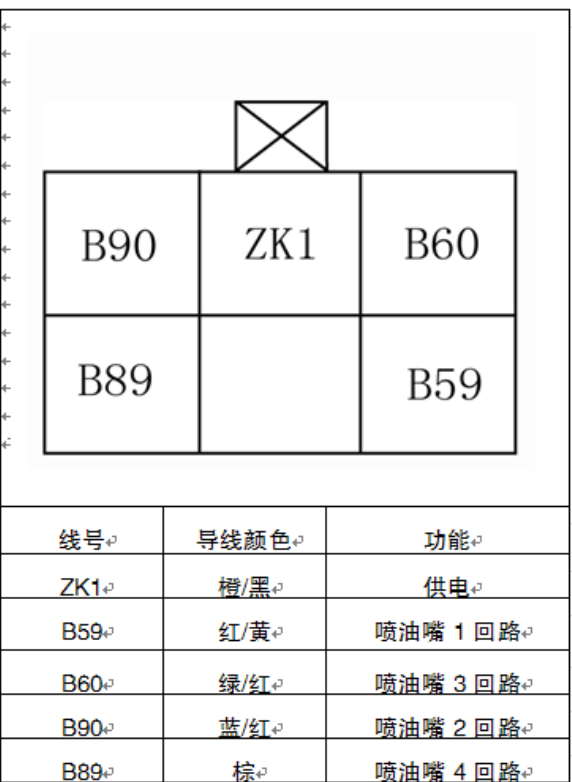 B90 ZK1 B60
B89 B59
线号 导线颜色 功能
ZK1 橙/黑 供电
B59 红/黄 喷油嘴 1 回路
B60 绿/红 喷油嘴 3 回路
B90 蓝/红 喷油嘴 2 回路
B89 棕 喷油嘴 4 回路